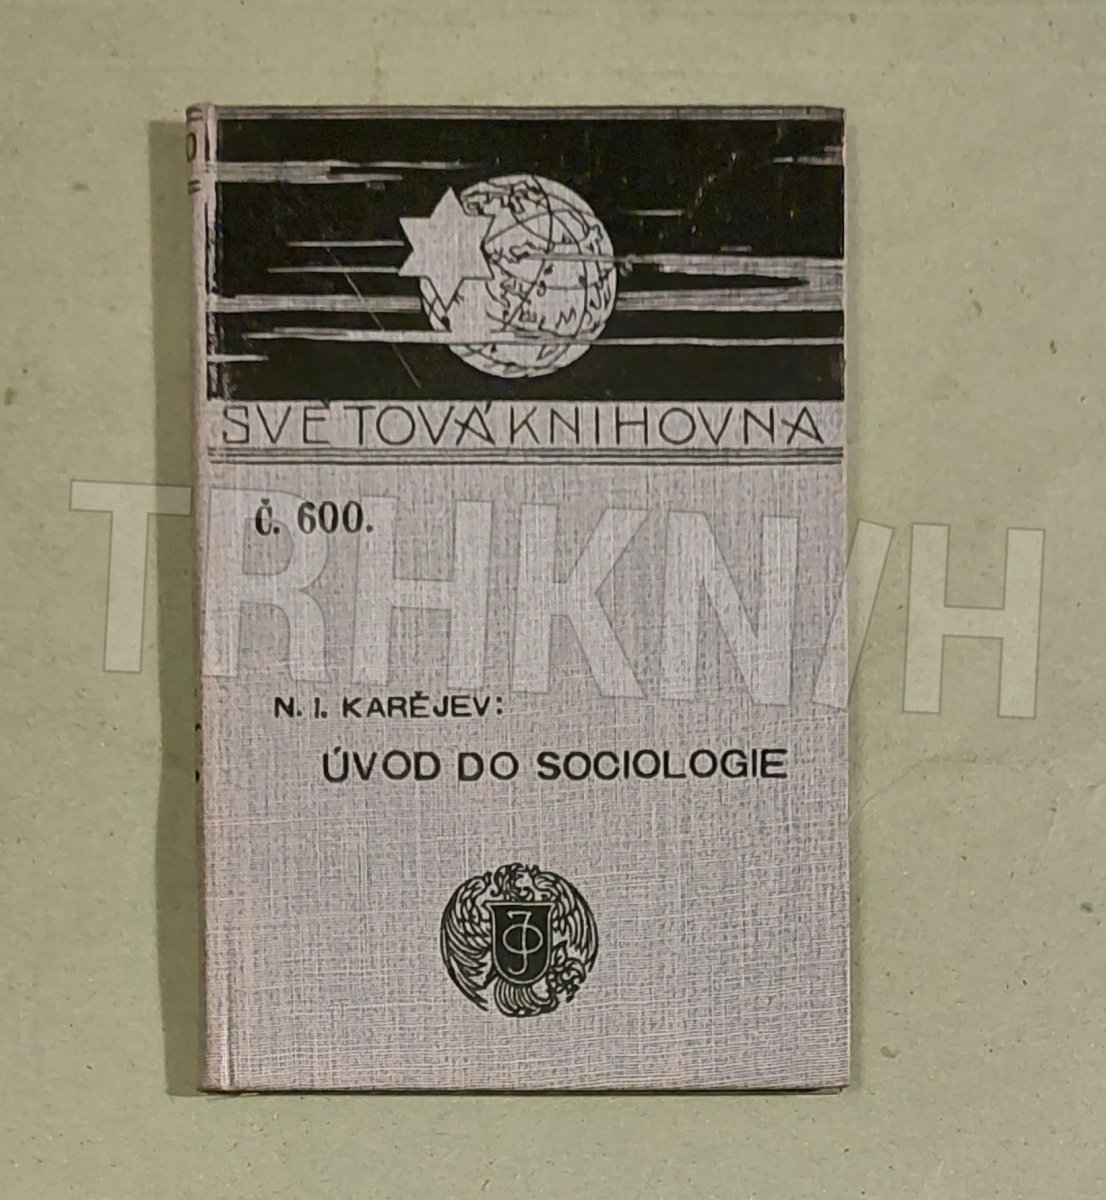 SVĚTOVÁ KNIHOVNA
Č. 600.
TRHKNIH
N. I. KARĚJEV:
ÚVOD DO SOCIOLOGIE